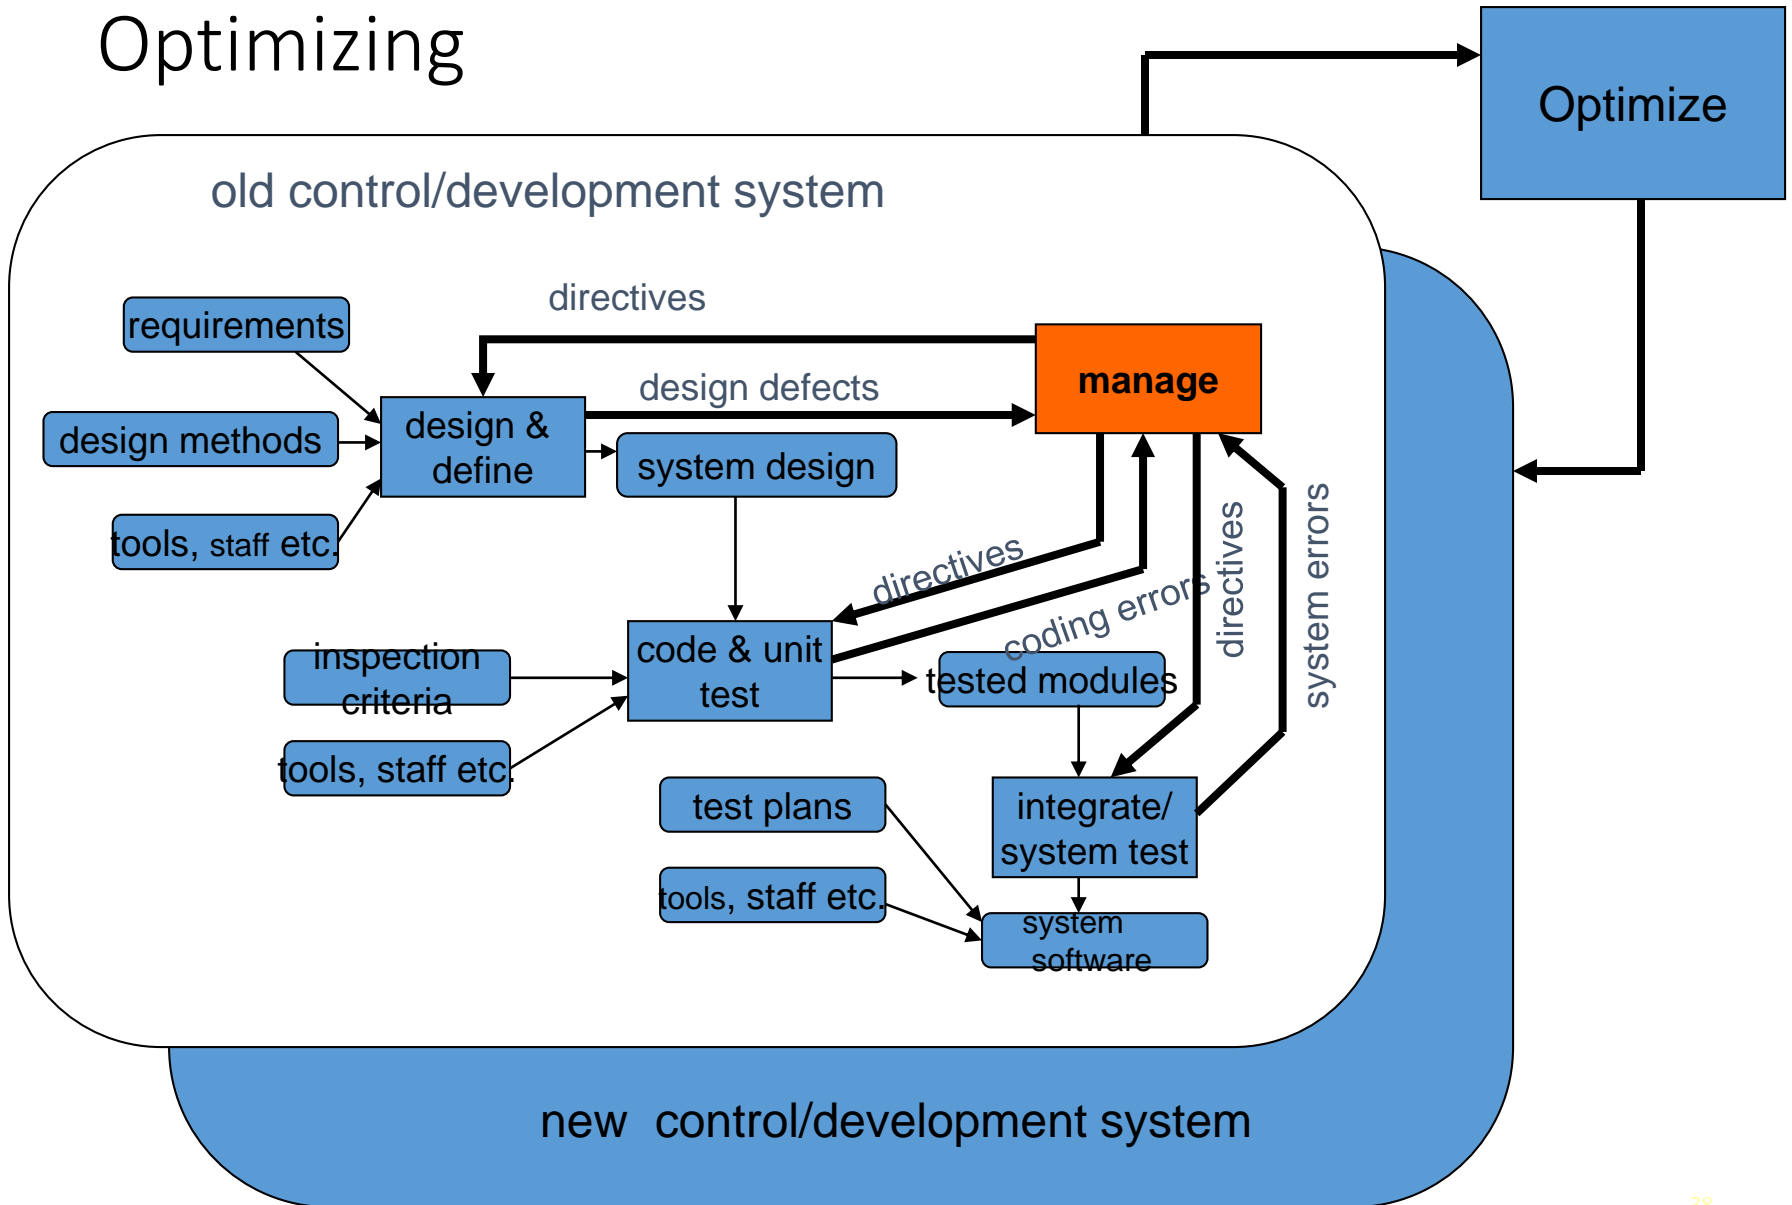 Optimizing
Optimize
old control/development system
directives
requirements
manage
design defects
design methods
design &
define
system design
tools, staff etc.
directives
coding errors
directives
system errors
inspection
criteria
code & unit
test
tested modules
tools, staff etc.
test plans
integrate/
system test
tools, staff etc.
system
software
new control/development system
38